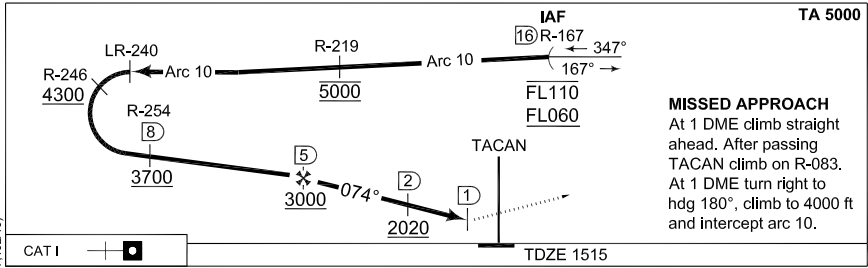 IAF
TA 5000
16 R-167
347°
167°
LR-240
R-219
Arc 10
Arc 10
R-246
4300
5000
FL110
FL060
R-254
8
3700
5
3000
074°
2
2020
1
TACAN
MISSED APPROACH
At 1 DME climb straight
ahead. After passing
TACAN climb on R-083.
At 1 DME turn right to
hdg 180°, climb to 4000 ft
and intercept arc 10.
CAT I
TDZE 1515